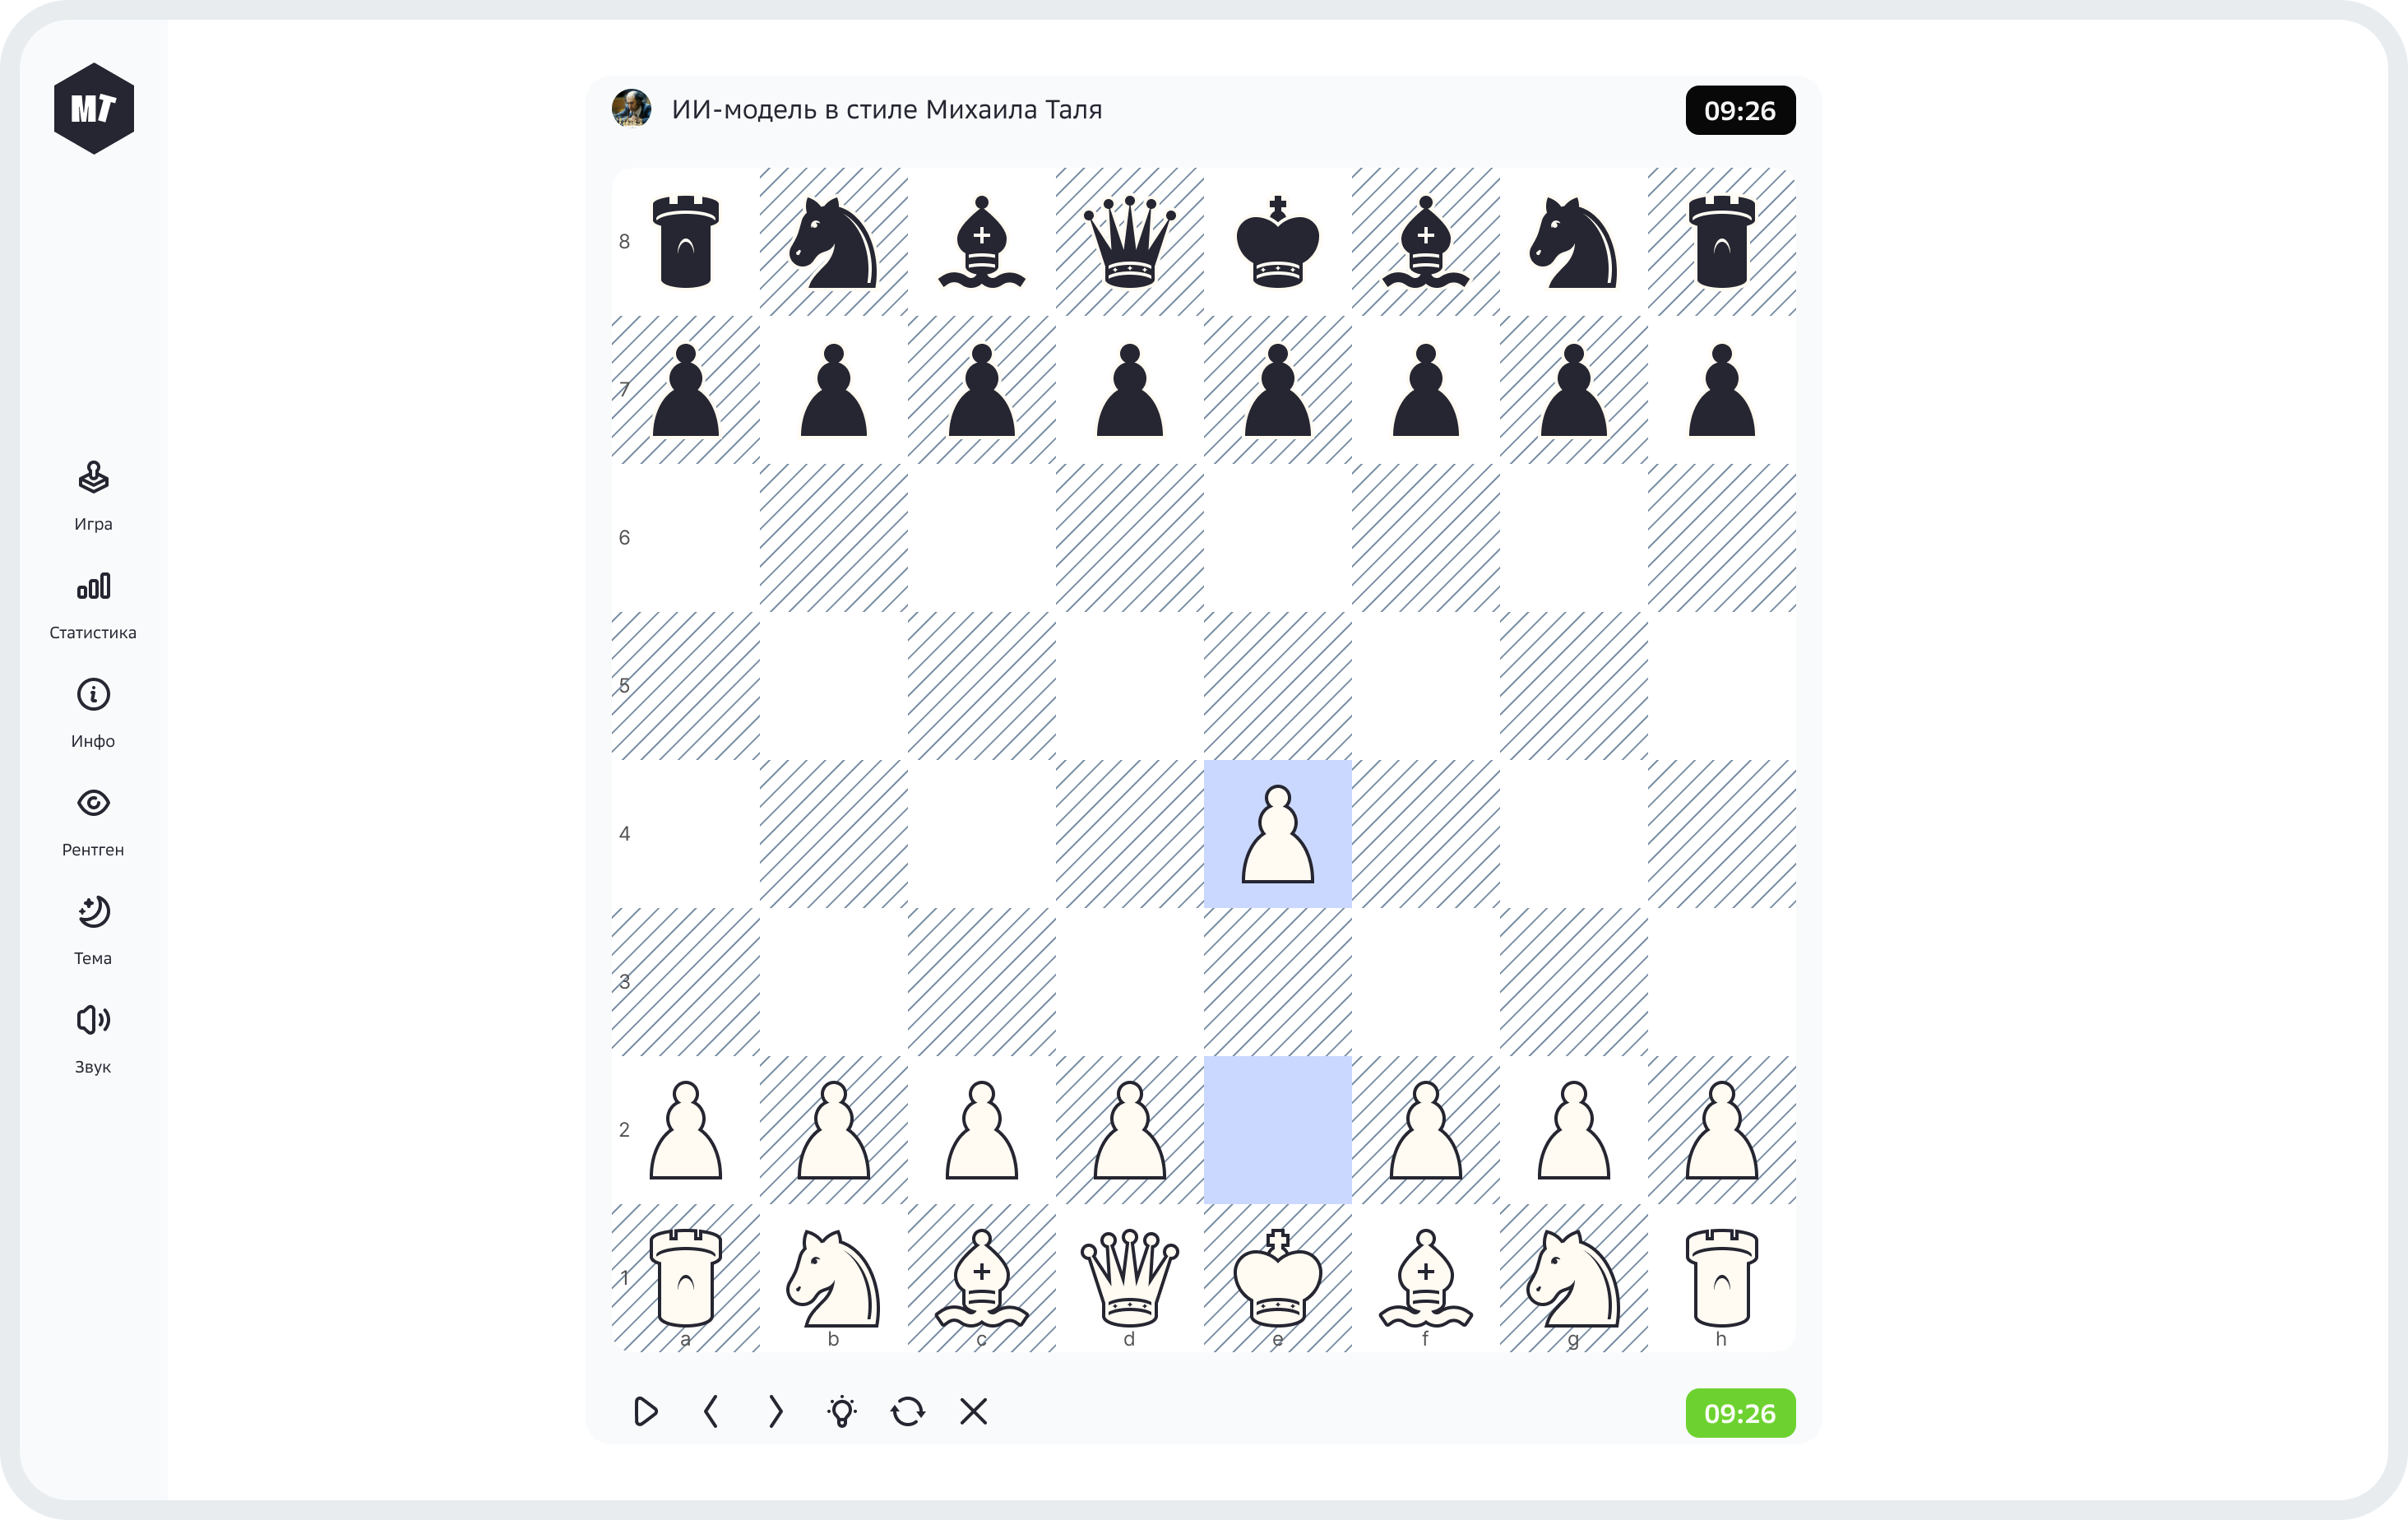 МТ
ИИ-модель в стиле Михаила Таля
09:26
8
7
6
5
4
3
2
1
a b c d e f g h
Игра
Статистика
Инфо
Рентген
Тема
Звук
09:26